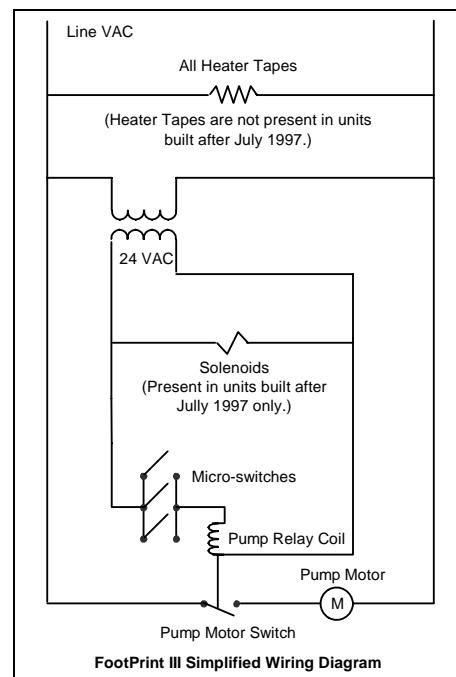 Line VAC
All Heater Tapes
(Heater Tapes are not present in units
built after July 1997.)
24 VAC
Solenoids
(Present in units built after
Jully 1997 only.)
Micro-switches
Pump Relay Coil
Pump Motor
M
Pump Motor Switch
FootPrint III Simplified Wiring Diagram